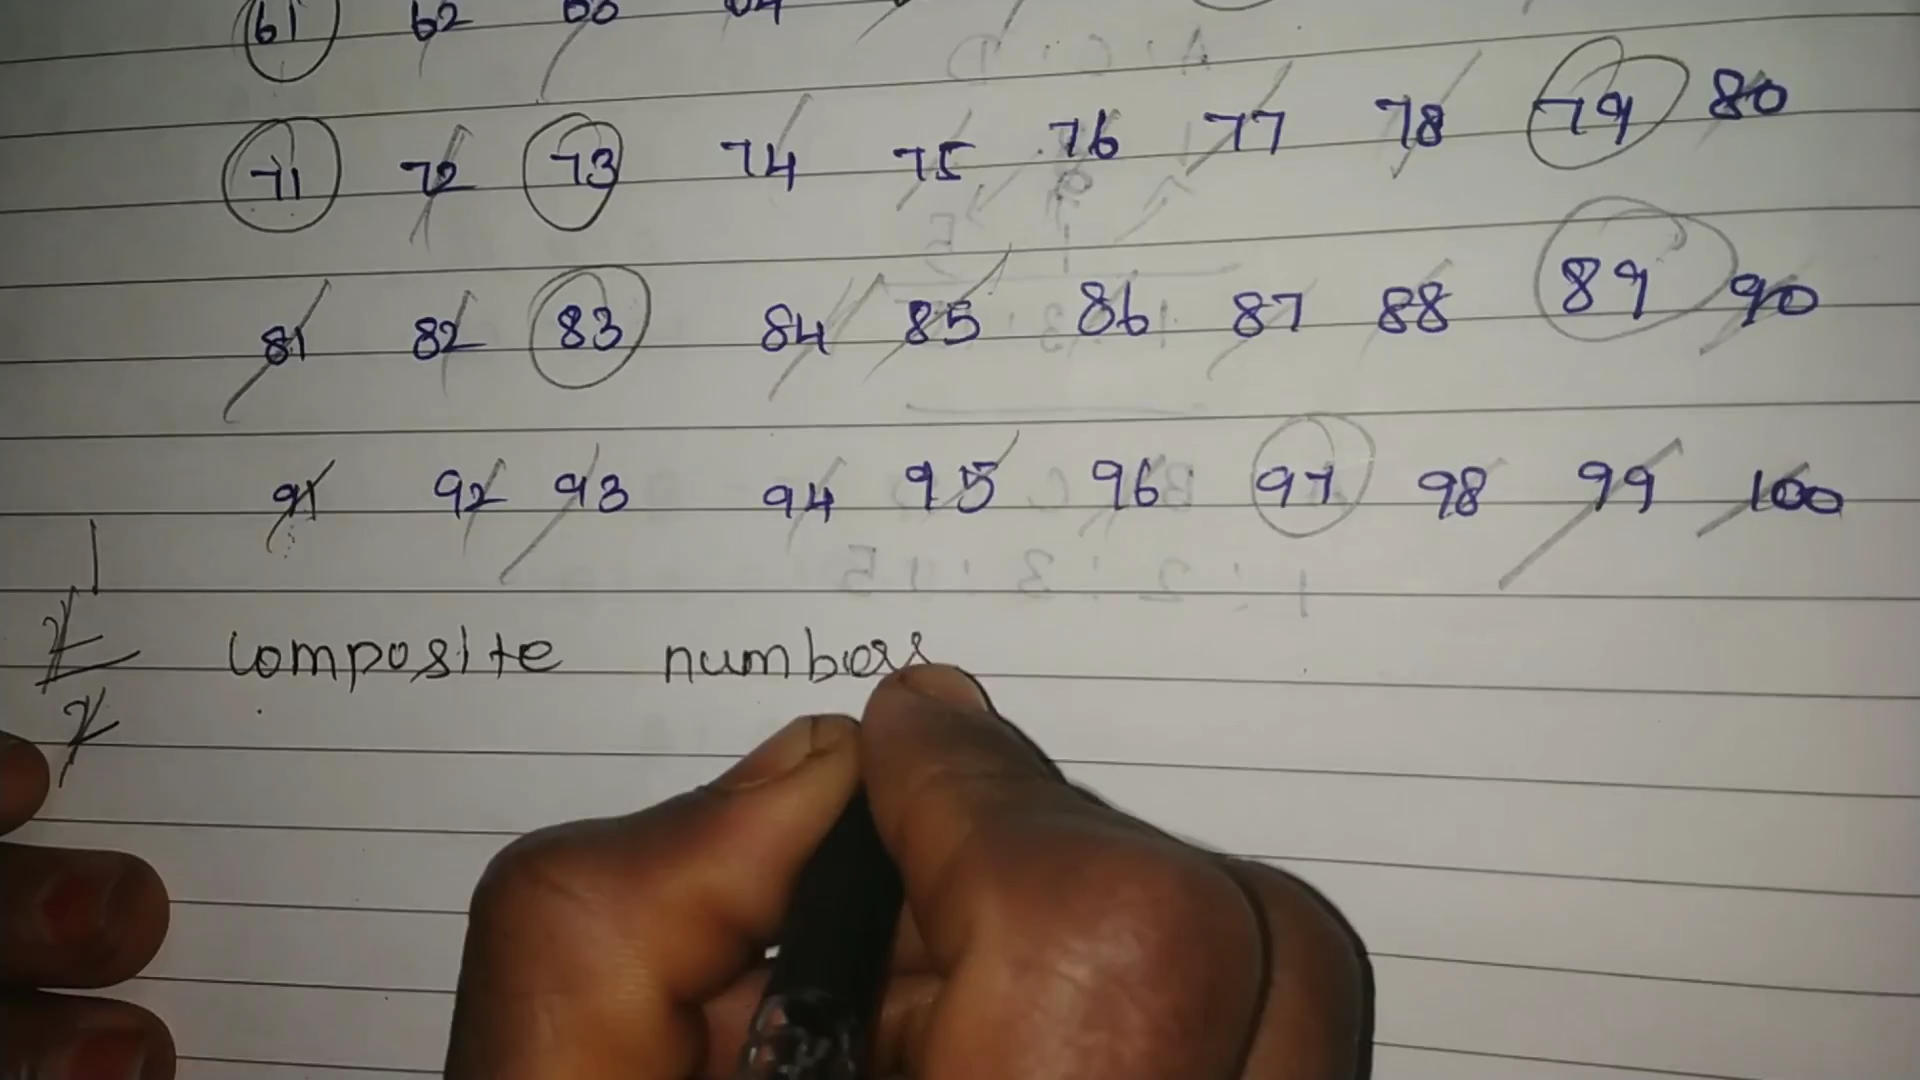 61 62
71 72 73 74 75 76 77 78 79 80
81 82 83 84 85 86 87 88 89 90
91 92 93 94 95 96 97 98 99 100
1
composite numbers